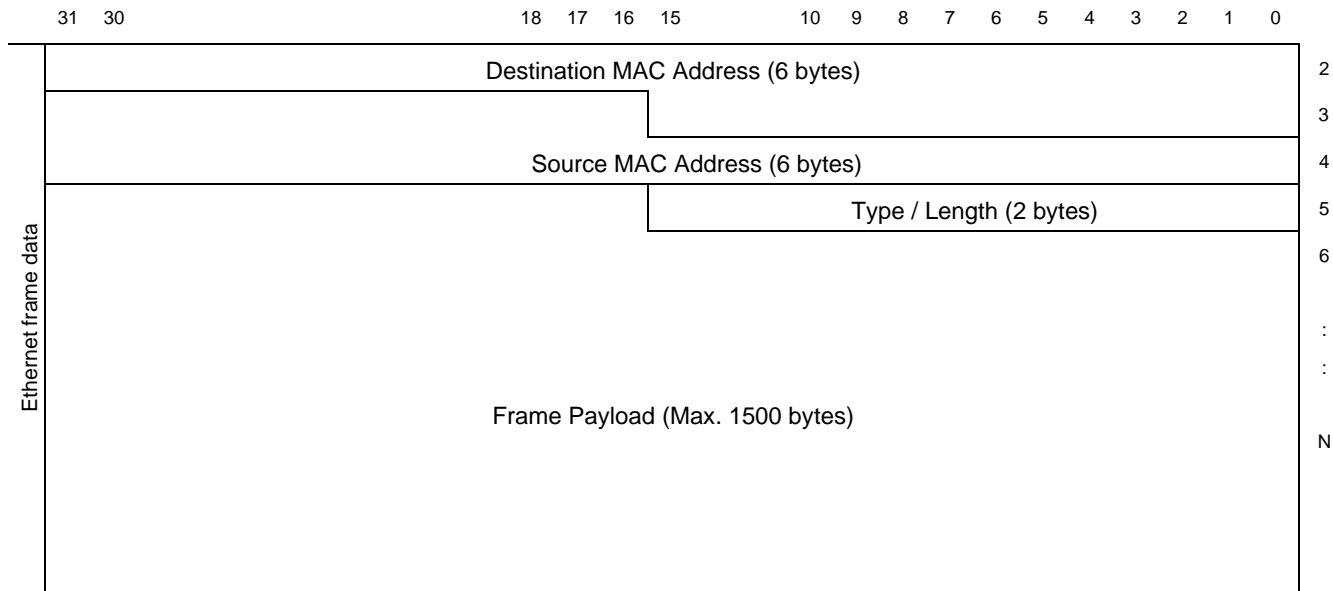 31 30 18 17 16 15 10 9 8 7 6 5 4 3 2 1 0
Destination MAC Address (6 bytes) 2
3
Source MAC Address (6 bytes) 4
Type / Length (2 bytes) 5
6
:
:
Ethernet frame data
Frame Payload (Max. 1500 bytes)
N